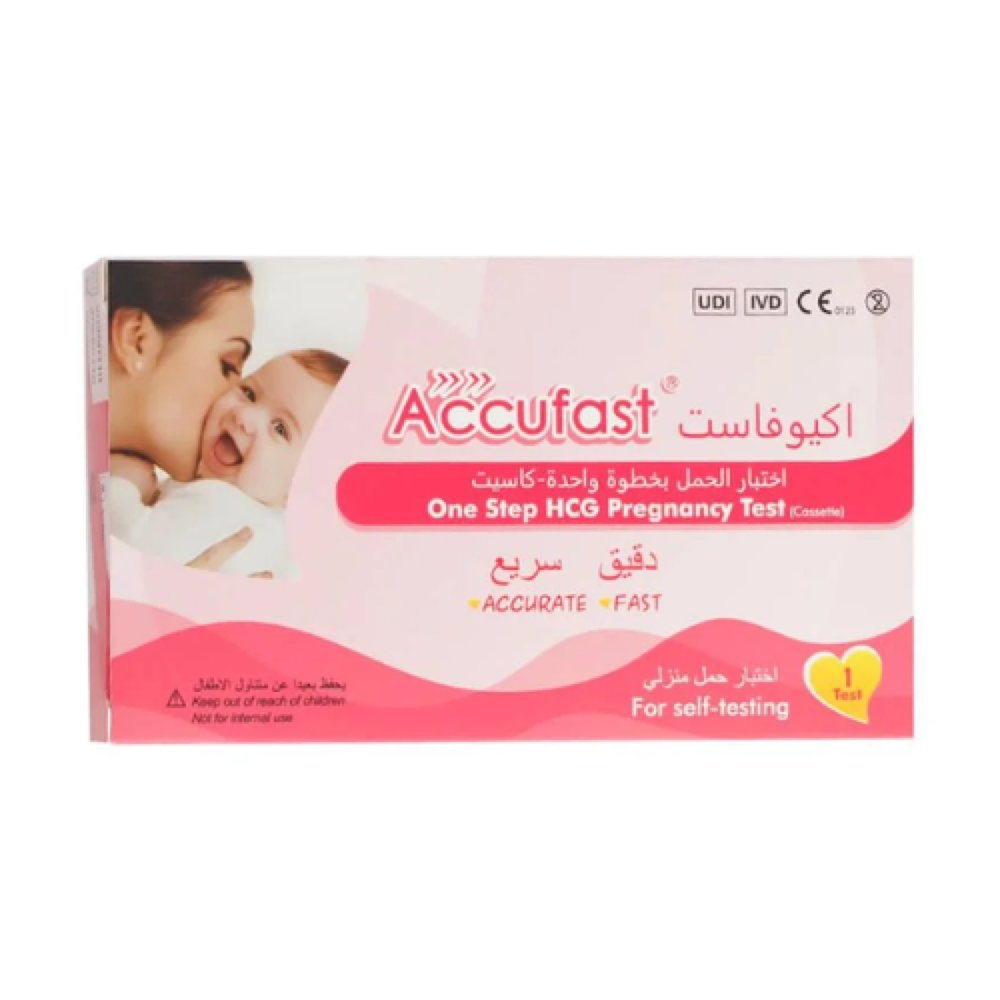 UDI IVD CE 0123
Accufast® اكيوفاست
اختبار الحمل بخطوة واحدة-كاسيت
One Step HCG Pregnancy Test (Cassette)
دقيق سريع
ACCURATE FAST
يحفظ بعيدا عن متناول الاطفال
Keep out of reach of children
Not for internal use
اختبار حمل منزلي
For self-testing
1
Test